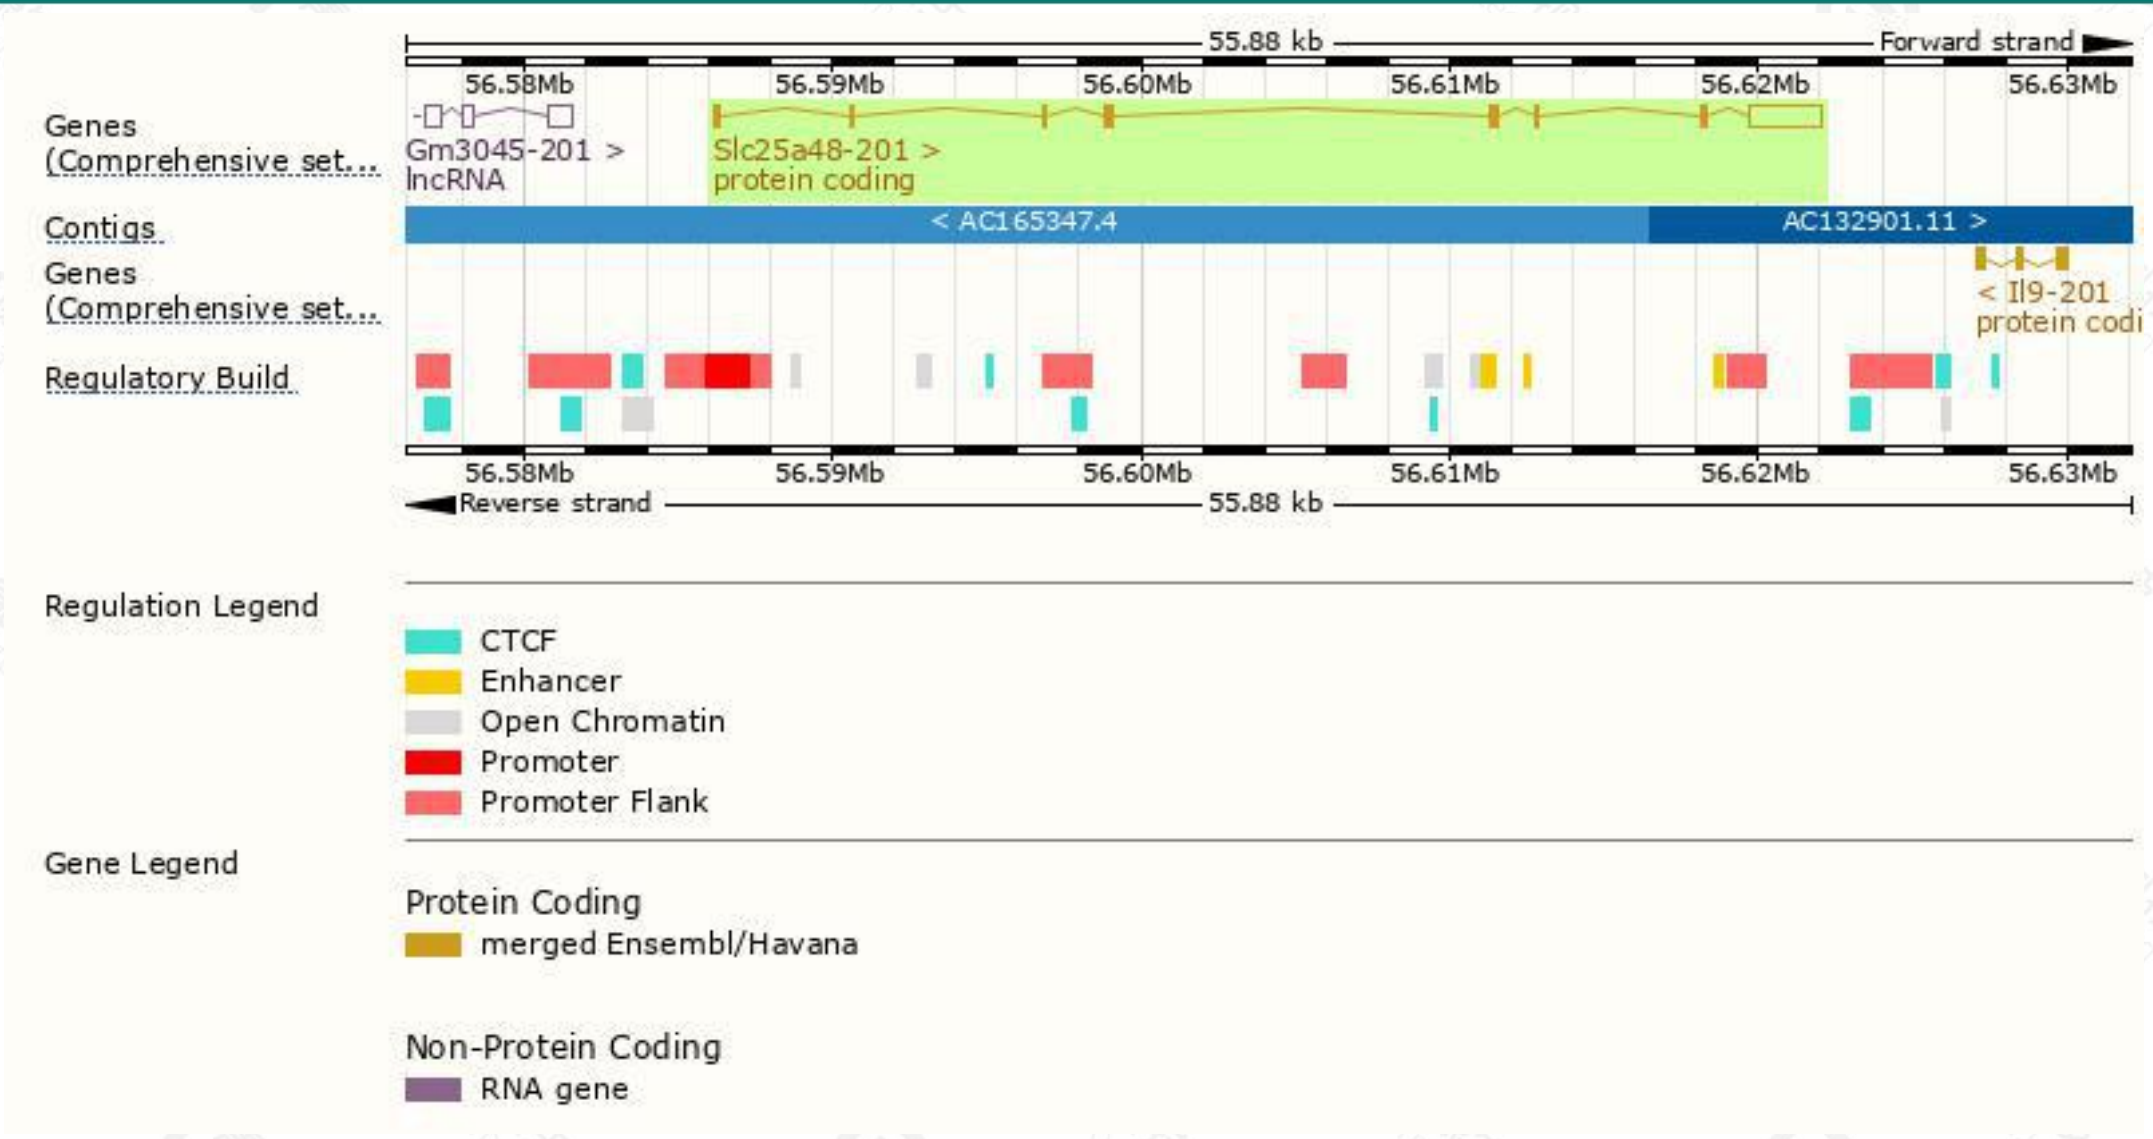 55.88 kb Forward strand
56.58Mb 56.59Mb 56.60Mb 56.61Mb 56.62Mb 56.63Mb
Genes
(Comprehensive set...
Gm3045-201 >
lncRNA
Slc25a48-201 >
protein coding
Contigs
< AC165347.4 AC132901.11 >
Genes
(Comprehensive set...
< Il9-201
protein codi
Regulatory Build
56.58Mb 56.59Mb 56.60Mb 56.61Mb 56.62Mb 56.63Mb
Reverse strand 55.88 kb
Regulation Legend
CTCF
Enhancer
Open Chromatin
Promoter
Promoter Flank
Gene Legend
Protein Coding
merged Ensembl/Havana
Non-Protein Coding
RNA gene